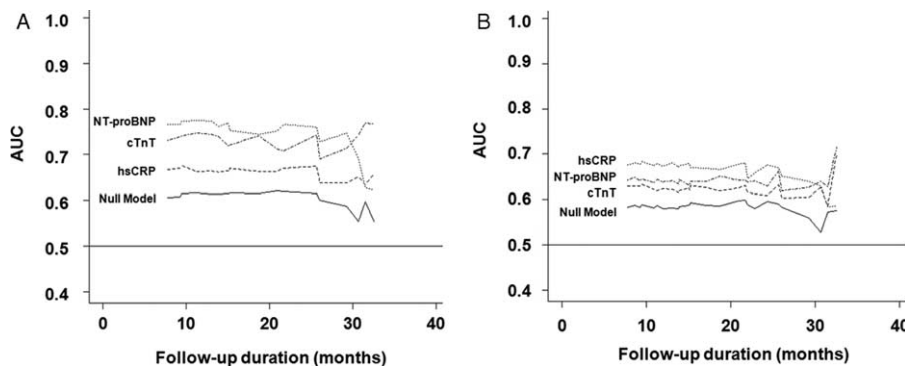 A
AUC
1.0
0.9
0.8
0.7
0.6
0.5
0.4
NT-proBNP
cTnT
hsCRP
Null Model
0
10
20
30
40
Follow-up duration (months)
B
AUC
1.0
0.9
0.8
0.7
0.6
0.5
0.4
hsCRP
NT-proBNP
cTnT
Null Model
0
10
20
30
40
Follow-up duration (months)